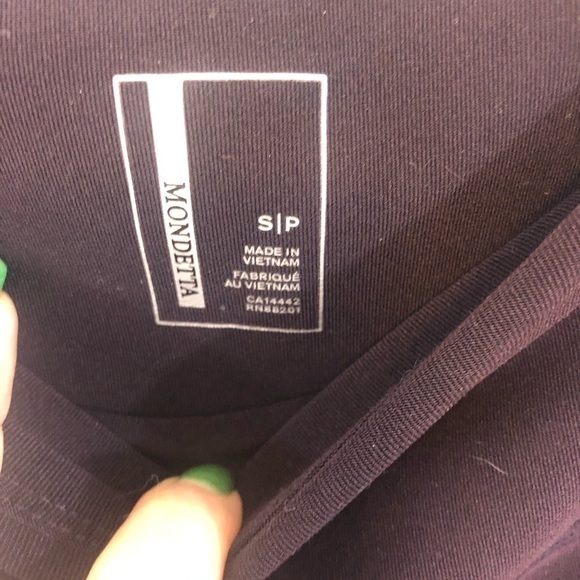 MONDETTA
S|P
MADE IN
VIETNAM
FABRIQUÉ
AU VIETNAM
CA14442
RN88201